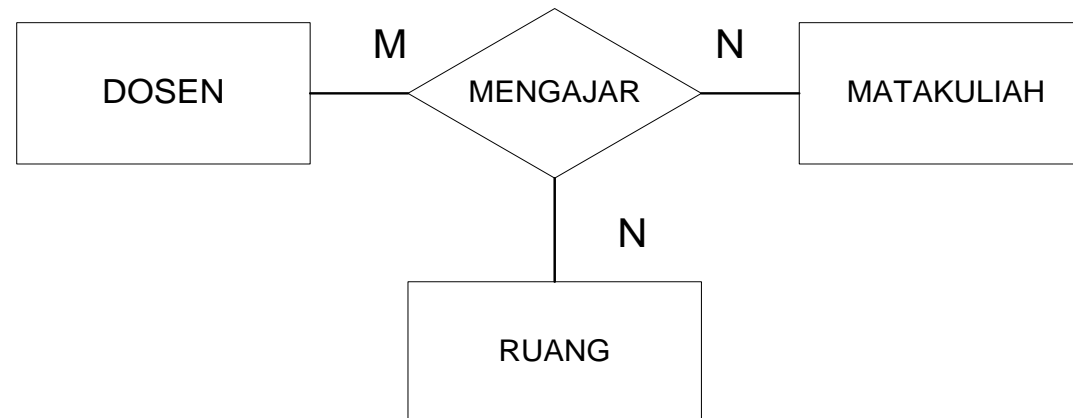 M
N
DOSEN
MENGAJAR
MATAKULIAH
N
RUANG